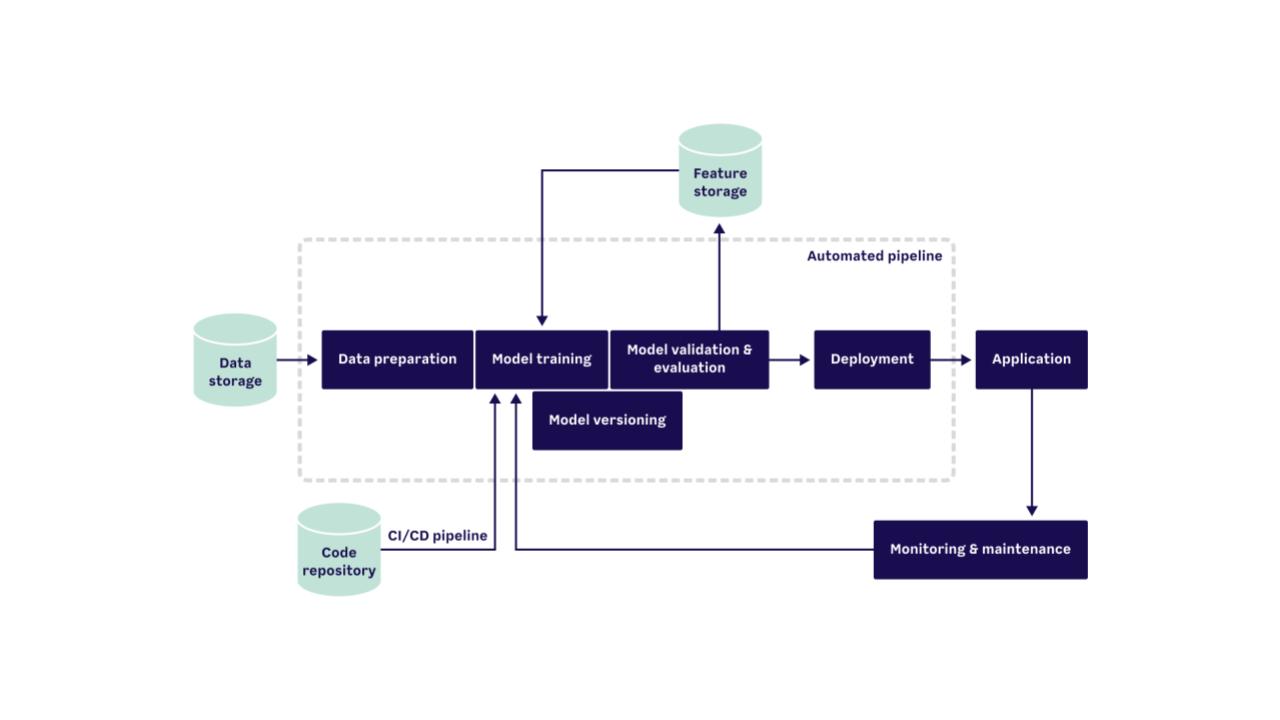 Feature
storage
Automated pipeline
Data
storage
Data preparation
Model training
Model validation &
evaluation
Deployment
Application
Model versioning
CI/CD pipeline
Code
repository
Monitoring & maintenance